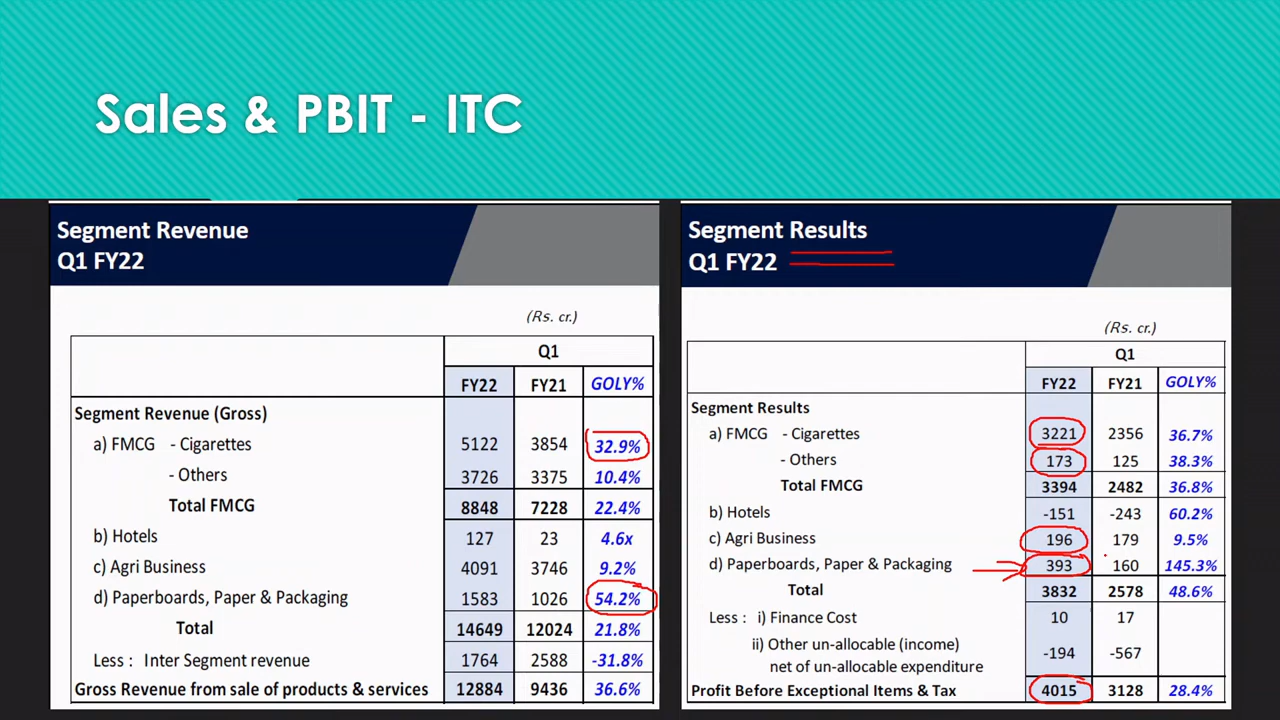 Sales & PBIT - ITC
Segment Revenue
Q1 FY22
(Rs. cr.)
Q1
FY22 FY21 GOLY%
Segment Revenue (Gross)
a) FMCG - Cigarettes 5122 3854 32.9%
- Others 3726 3375 10.4%
Total FMCG 8848 7228 22.4%
b) Hotels 127 23 4.6x
c) Agri Business 4091 3746 9.2%
d) Paperboards, Paper & Packaging 1583 1026 54.2%
Total 14649 12024 21.8%
Less : Inter Segment revenue 1764 2588 -31.8%
Gross Revenue from sale of products & services 12884 9436 36.6%
Segment Results
Q1 FY22
(Rs. cr.)
Q1
FY22 FY21 GOLY%
Segment Results
a) FMCG - Cigarettes 3221 2356 36.7%
- Others 173 125 38.3%
Total FMCG 3394 2482 36.8%
b) Hotels -151 -243 60.2%
c) Agri Business 196 179 9.5%
d) Paperboards, Paper & Packaging 393 160 145.3%
Total 3832 2578 48.6%
Less : i) Finance Cost 10 17
ii) Other un-allocable (income)
net of un-allocable expenditure -194 -567
Profit Before Exceptional Items & Tax 4015 3128 28.4%